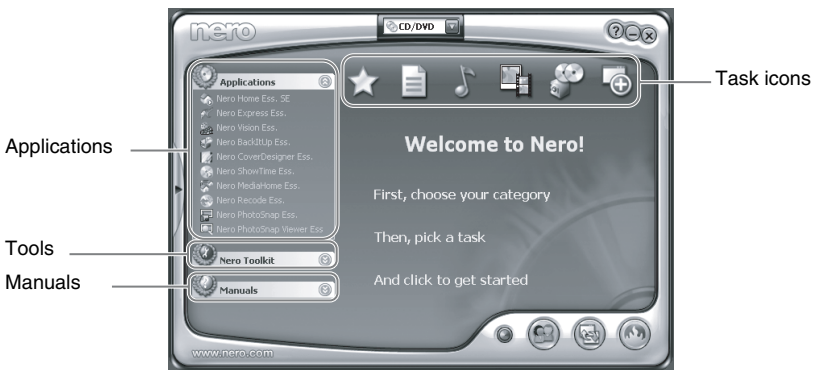 nero
CD/DVD
?
Applications
Nero Home Ess. SE
Nero Express Ess.
Nero Vision Ess.
Nero BackItUp Ess.
Nero CoverDesigner Ess.
Nero ShowTime Ess.
Nero MediaHome Ess.
Nero Recode Ess.
Nero PhotoSnap Ess.
Nero PhotoSnap Viewer Ess
Nero Toolkit
Manuals
Welcome to Nero!
First, choose your category
Then, pick a task
And click to get started
www.nero.com
Applications
Tools
Manuals
Task icons